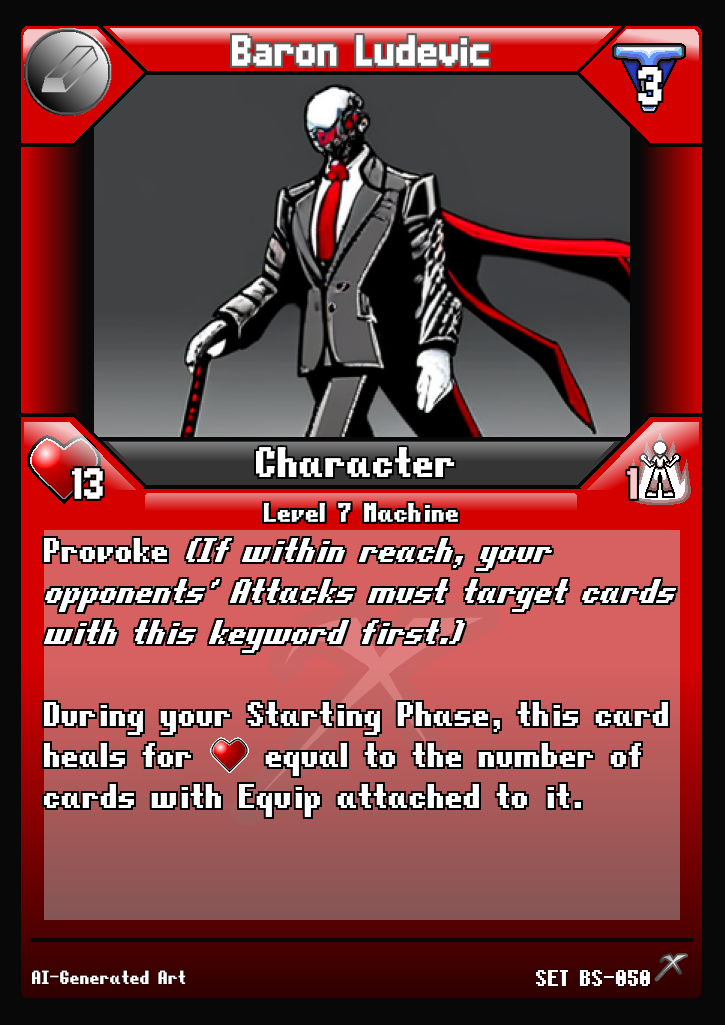 Baron Ludevic
3
Character
13
1
Level 7 Machine
Provoke (If within reach, your
opponents' Attacks must target cards
with this keyword first.)
During your Starting Phase, this card
heals for equal to the number of
cards with Equip attached to it.
AI-Generated Art
SET BS-050